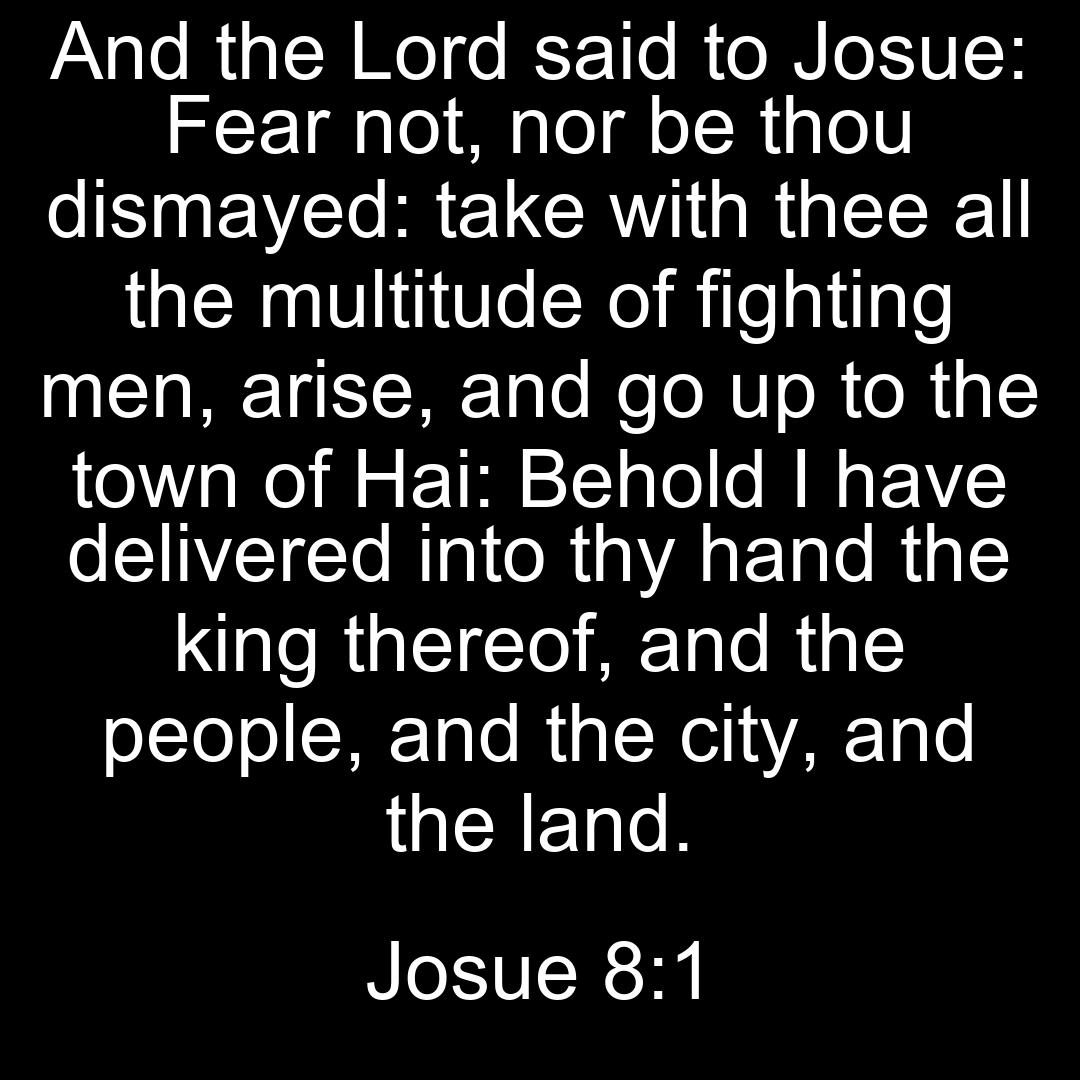 And the Lord said to Josue:
Fear not, nor be thou
dismayed: take with thee all
the multitude of fighting
men, arise, and go up to the
town of Hai: Behold I have
delivered into thy hand the
king thereof, and the
people, and the city, and
the land.
Josue 8:1